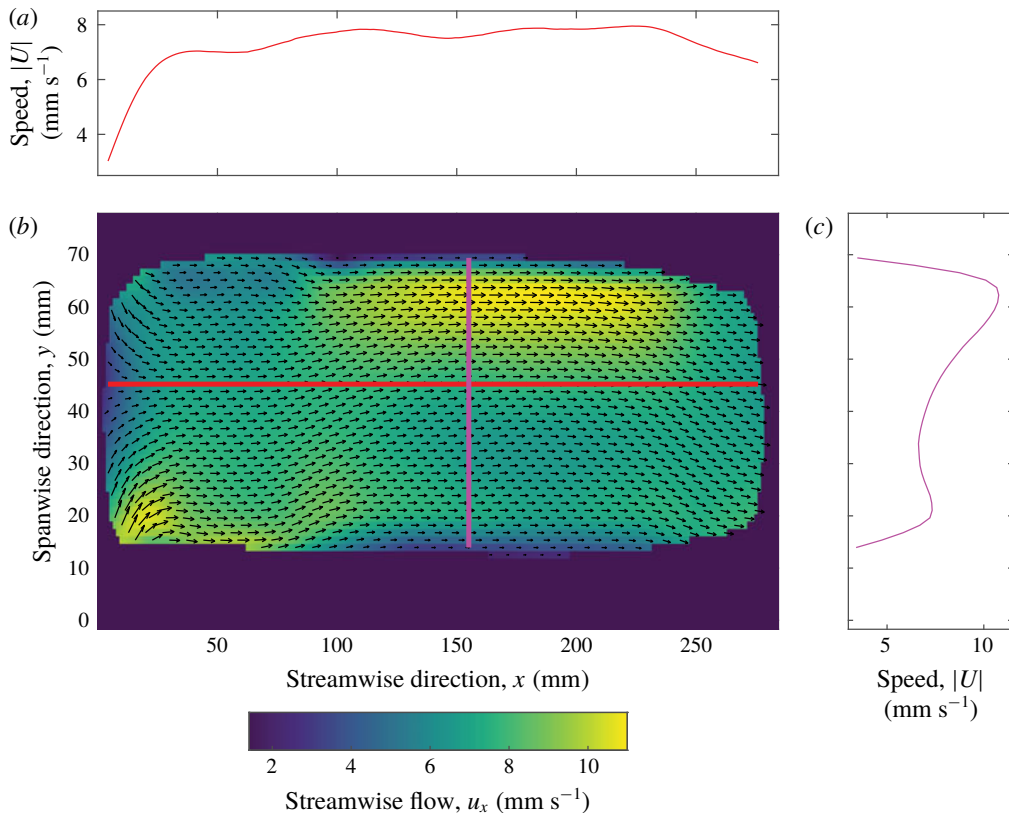 (a)
8
6
4
Speed, |U|
(mm s⁻¹)
(b)
70
60
50
40
30
20
10
0
Spanwise direction, y (mm)
50
100
150
200
250
Streamwise direction, x (mm)
2
4
6
8
10
Streamwise flow, uₓ (mm s⁻¹)
(c)
5
10
Speed, |U|
(mm s⁻¹)